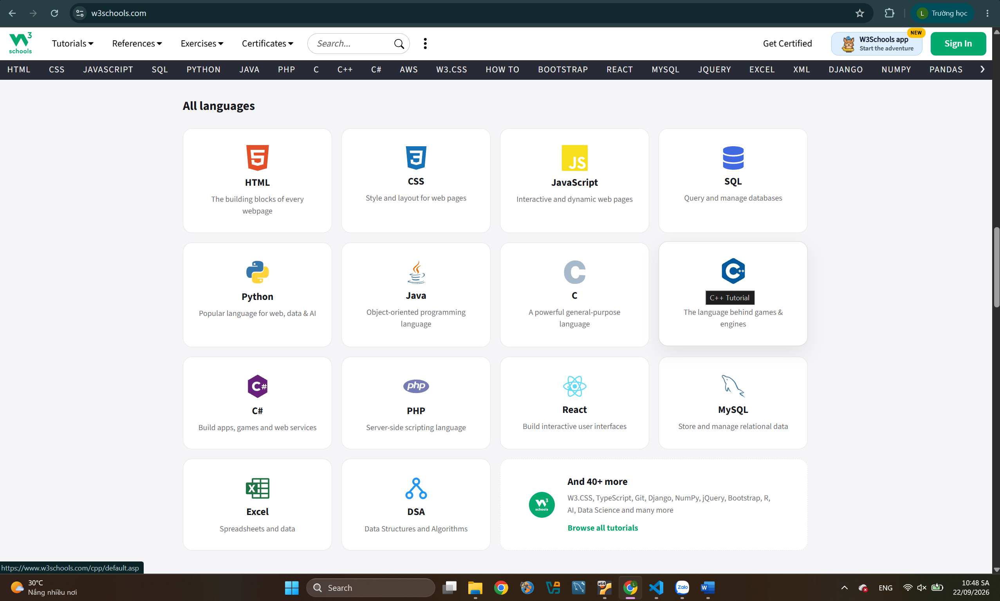 w3schools.com
L Trường học
W3 schools
Tutorials References Exercises Certificates Search... Get Certified
NEW
W3Schools app
Start the adventure
Sign In
HTML CSS JAVASCRIPT SQL PYTHON JAVA PHP C C++ C# AWS W3.CSS HOW TO BOOTSTRAP REACT MYSQL JQUERY EXCEL XML DJANGO NUMPY PANDAS
All languages
5
HTML
The building blocks of every
webpage
3
CSS
Style and layout for web pages
JS
JavaScript
Interactive and dynamic web pages
SQL
Query and manage databases
Python
Popular language for web, data & AI
Java
Object-oriented programming
language
C
C
A powerful general-purpose
language
C++
C++ Tutorial
The language behind games &
engines
C#
C#
Build apps, games and web services
php
PHP
Server-side scripting language
React
Build interactive user interfaces
MySQL
Store and manage relational data
X
Excel
Spreadsheets and data
DSA
Data Structures and Algorithms
W3 schools
And 40+ more
W3.CSS, TypeScript, Git, Django, NumPy, jQuery, Bootstrap, R,
AI, Data Science and many more
Browse all tutorials
https://www.w3schools.com/cpp/default.asp
30°C
Nắng nhiều nơi
Search
x64
L
Zalo
W
ENG
10:48 SA
22/09/2026